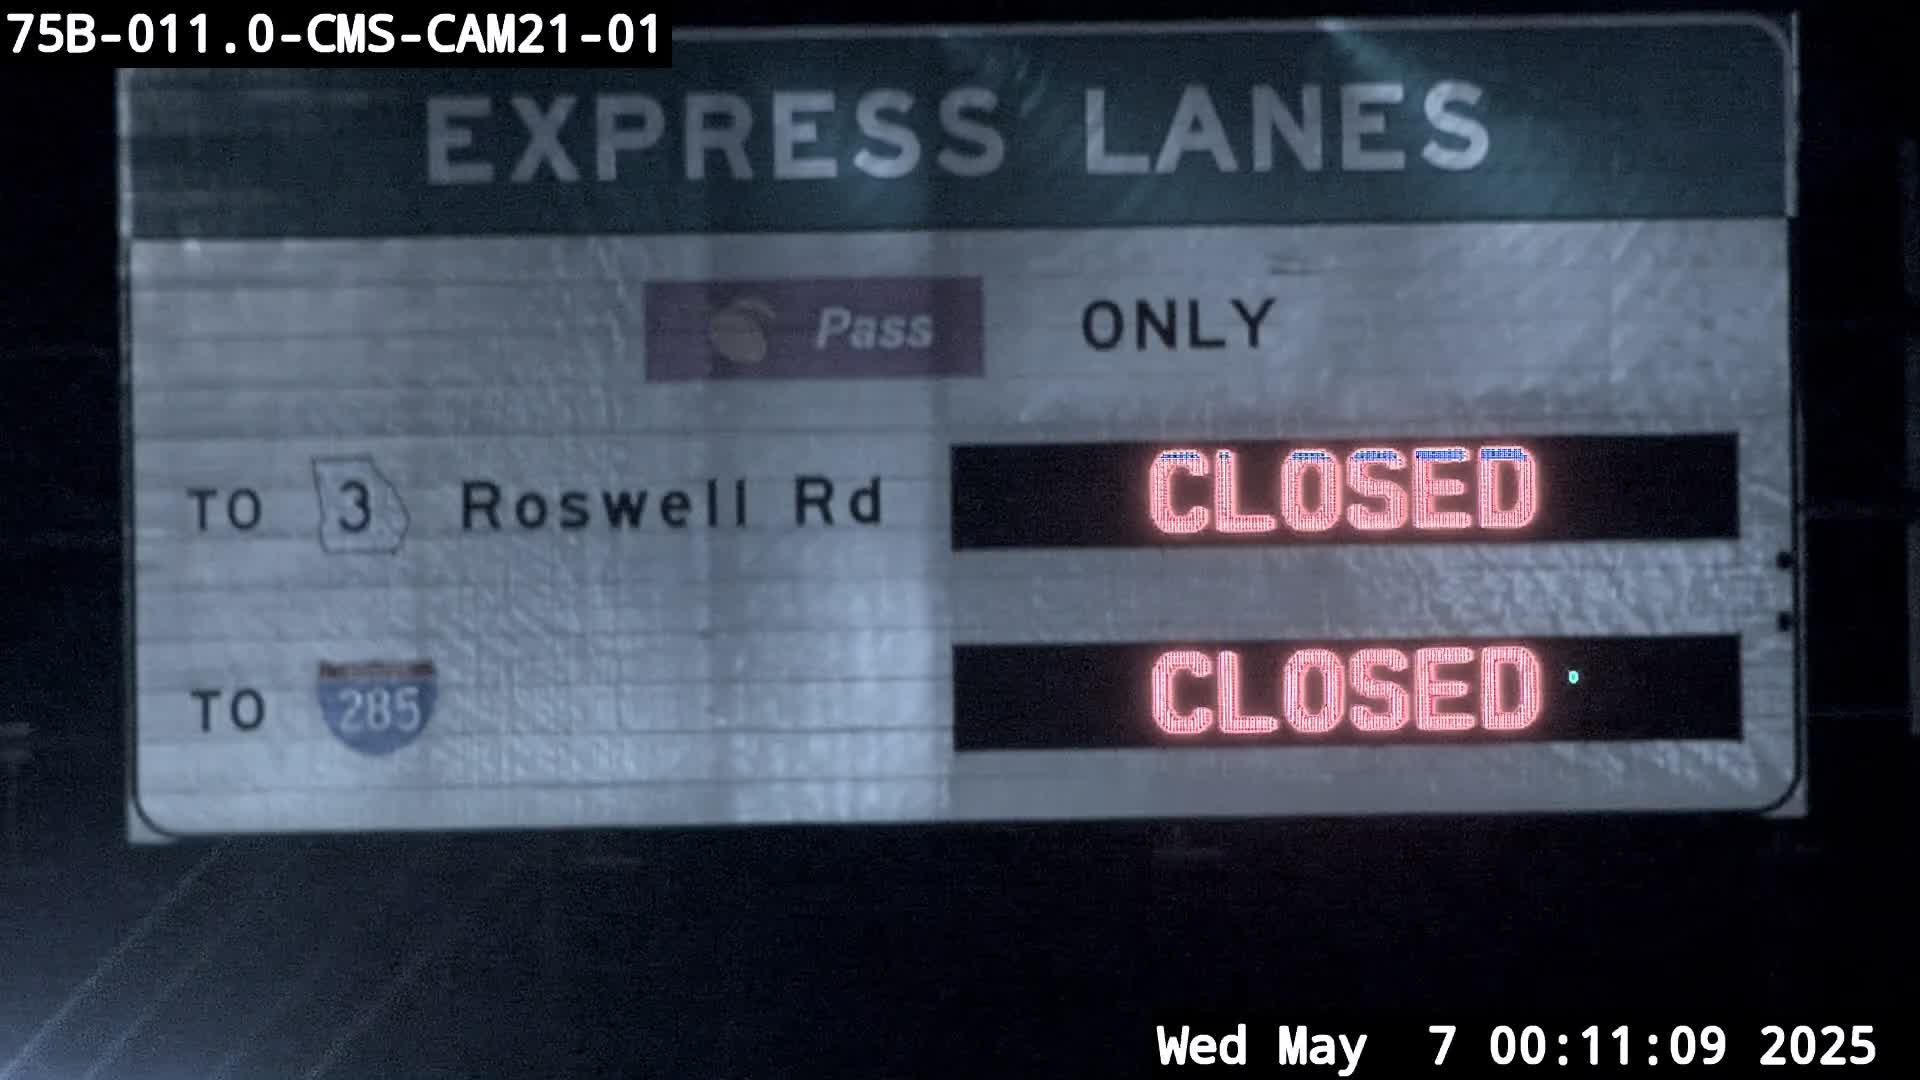 75B-011.0-CMS-CAM21-01
EXPRESS LANES
Pass ONLY
TO 3 Roswell Rd CLOSED
TO 285 CLOSED
Wed May 7 00:11:09 2025